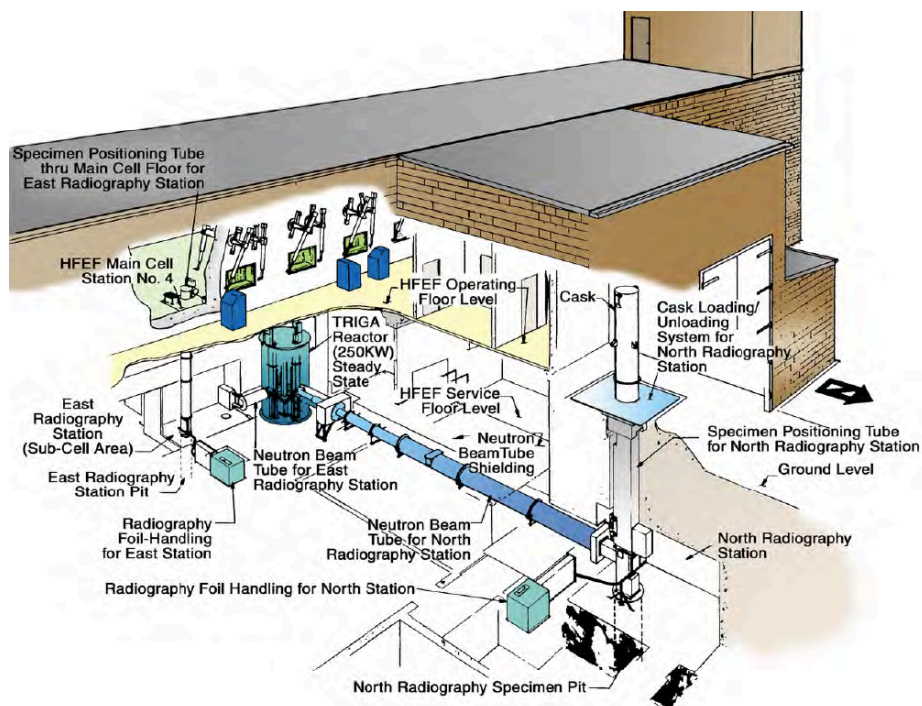 Specimen Positioning Tube
thru Main Cell Floor for
East Radiography Station
HFEF Main Cell
Station No. 4
HFEF Operating
Floor Level
Cask
Cask Loading/
Unloading
System for
North Radiography
Station
TRIGA
Reactor
(250KW)
Steady
State
HFEF Service
Floor Level
East
Radiography
Station
(Sub-Cell Area)
Neutron
BeamTube
Shielding
Specimen Positioning Tube
for North Radiography Station
Ground Level
East Radiography
Station Pit
Neutron Beam
Tube for East
Radiography Station
Radiography
Foil-Handling
for East Station
Neutron Beam
Tube for North
Radiography Station
North Radiography
Station
Radiography Foil Handling for North Station
North Radiography Specimen Pit